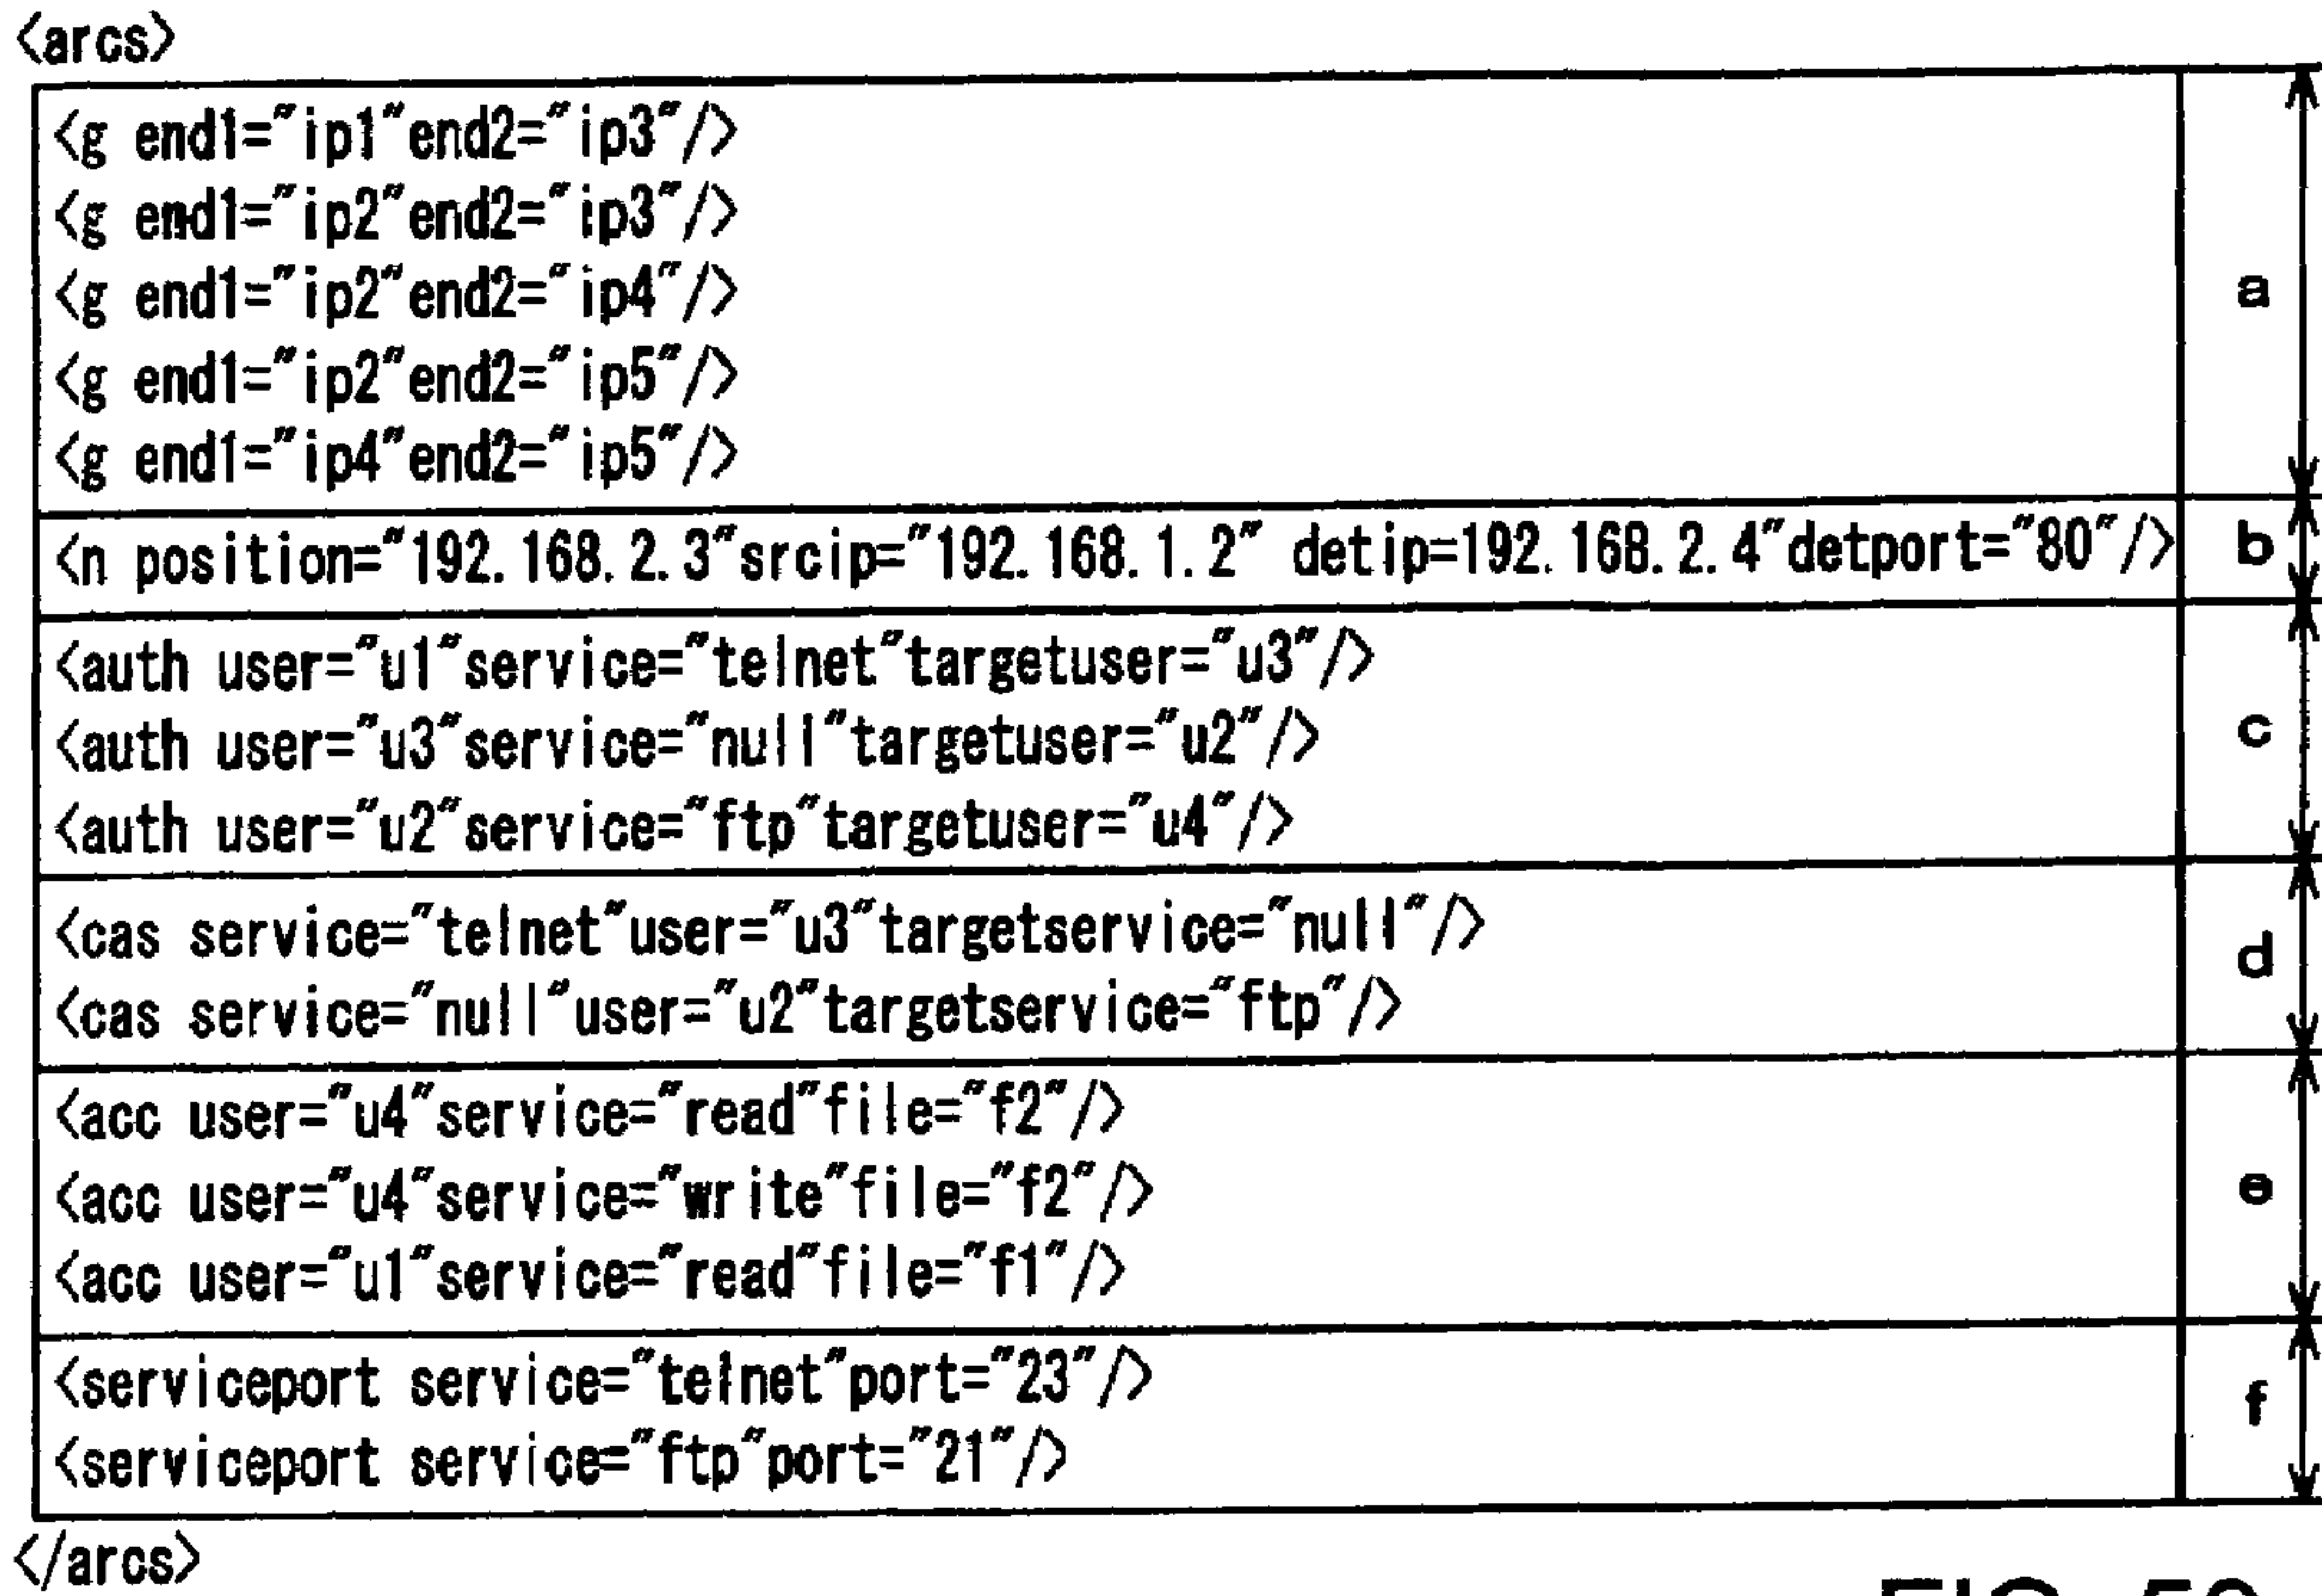 <arcs>
<g end1="ip1"end2="ip3"/>
<g end1="ip2"end2="ip3"/>
<g end1="ip2"end2="ip4"/>
<g end1="ip2"end2="ip5"/>
<g end1="ip4"end2="ip5"/>
a
<n position="192.168.2.3"srcip="192.168.1.2" detip=192.168.2.4"detport="80"/>
b
<auth user="u1"service="telnet"targetuser="u3"/>
<auth user="u3"service="null"targetuser="u2"/>
<auth user="u2"service="ftp"targetuser="u4"/>
c
<cas service="telnet"user="u3"targetservice="null"/>
<cas service="null"user="u2"targetservice="ftp"/>
d
<acc user="u4"service="read"file="f2"/>
<acc user="u4"service="write"file="f2"/>
<acc user="u1"service="read"file="f1"/>
e
<serviceport service="telnet"port="23"/>
<serviceport service="ftp"port="21"/>
f
</arcs>